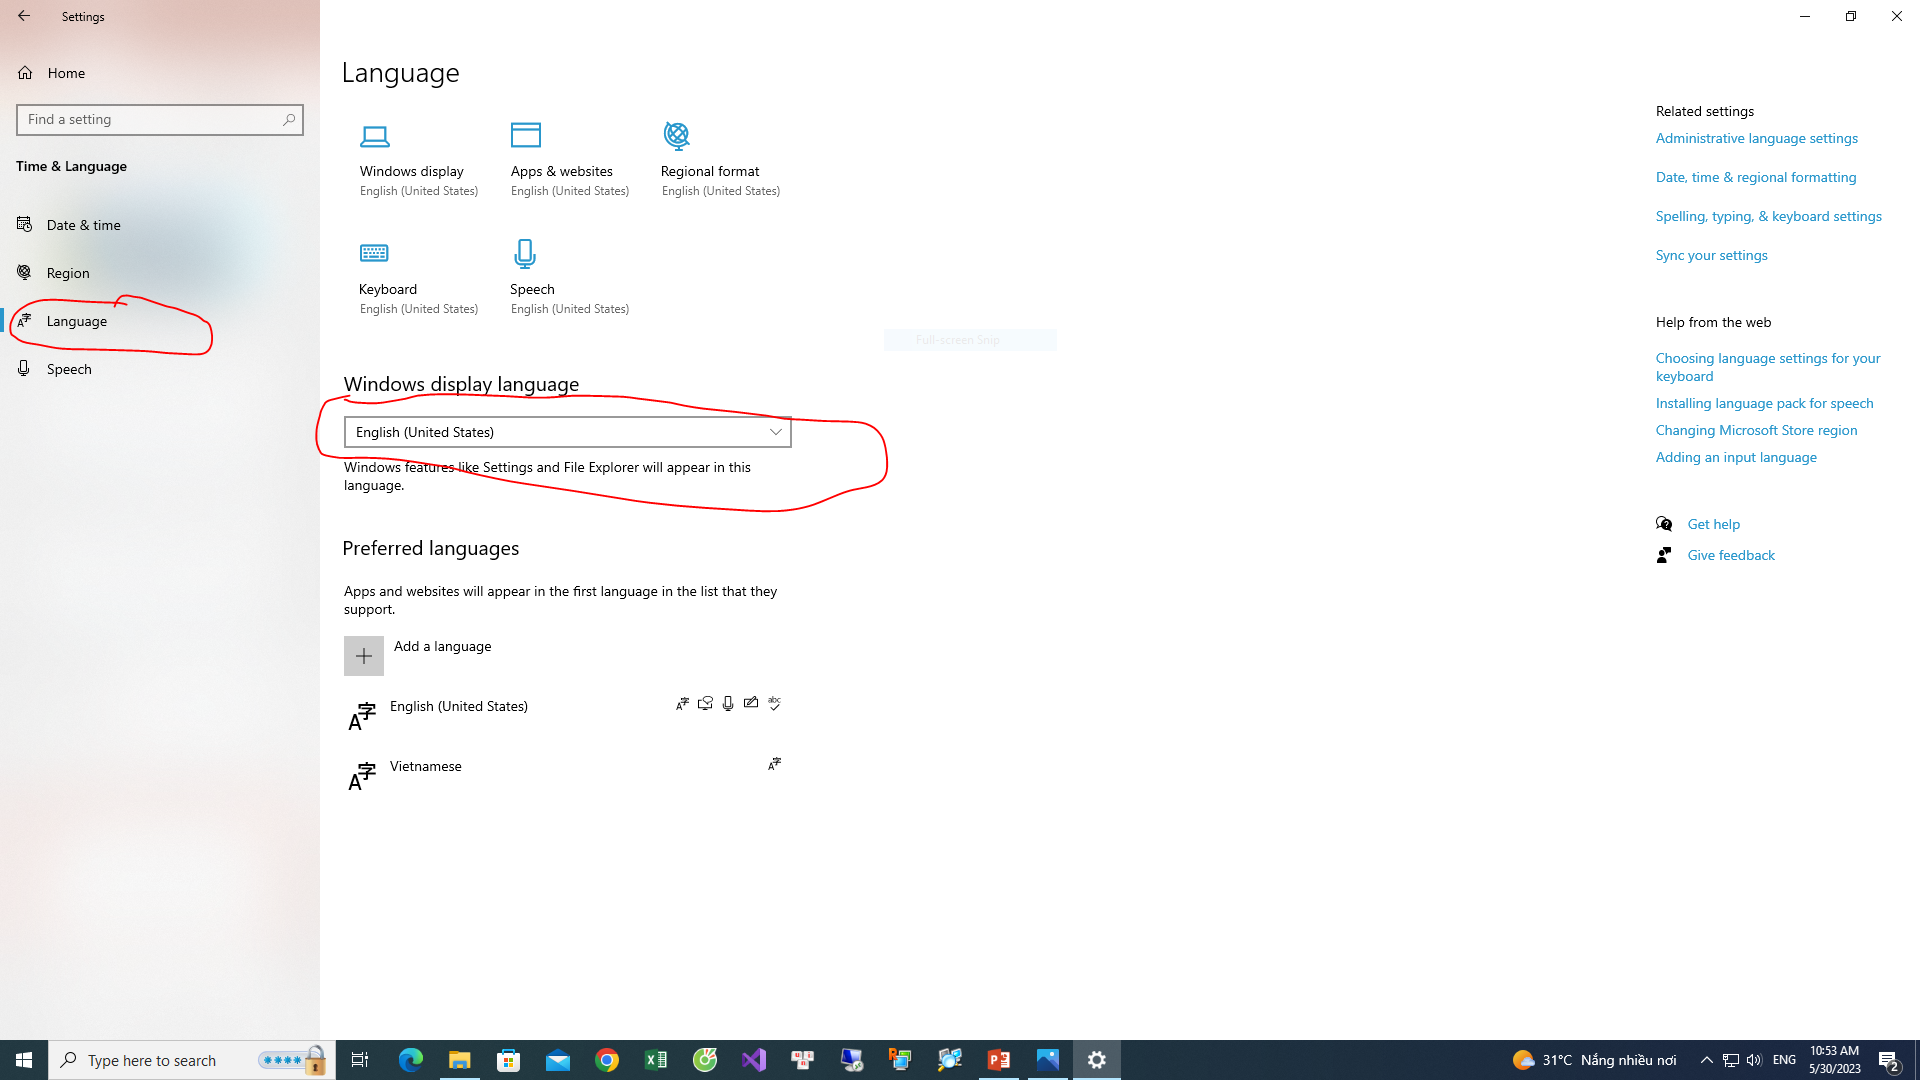 Settings
Home
Find a setting
Time & Language
Date & time
Region
Language
Speech
Language
Windows display
English (United States)
Apps & websites
English (United States)
Regional format
English (United States)
Keyboard
English (United States)
Speech
English (United States)
Full-screen Snip
Windows display language
English (United States)
Windows features like Settings and File Explorer will appear in this
language.
Preferred languages
Apps and websites will appear in the first language in the list that they
support.
Add a language
English (United States)
Vietnamese
Related settings
Administrative language settings
Date, time & regional formatting
Spelling, typing, & keyboard settings
Sync your settings
Help from the web
Choosing language settings for your
keyboard
Installing language pack for speech
Changing Microsoft Store region
Adding an input language
Get help
Give feedback
Type here to search
31°C Nắng nhiều nơi
ENG
10:53 AM
5/30/2023
2